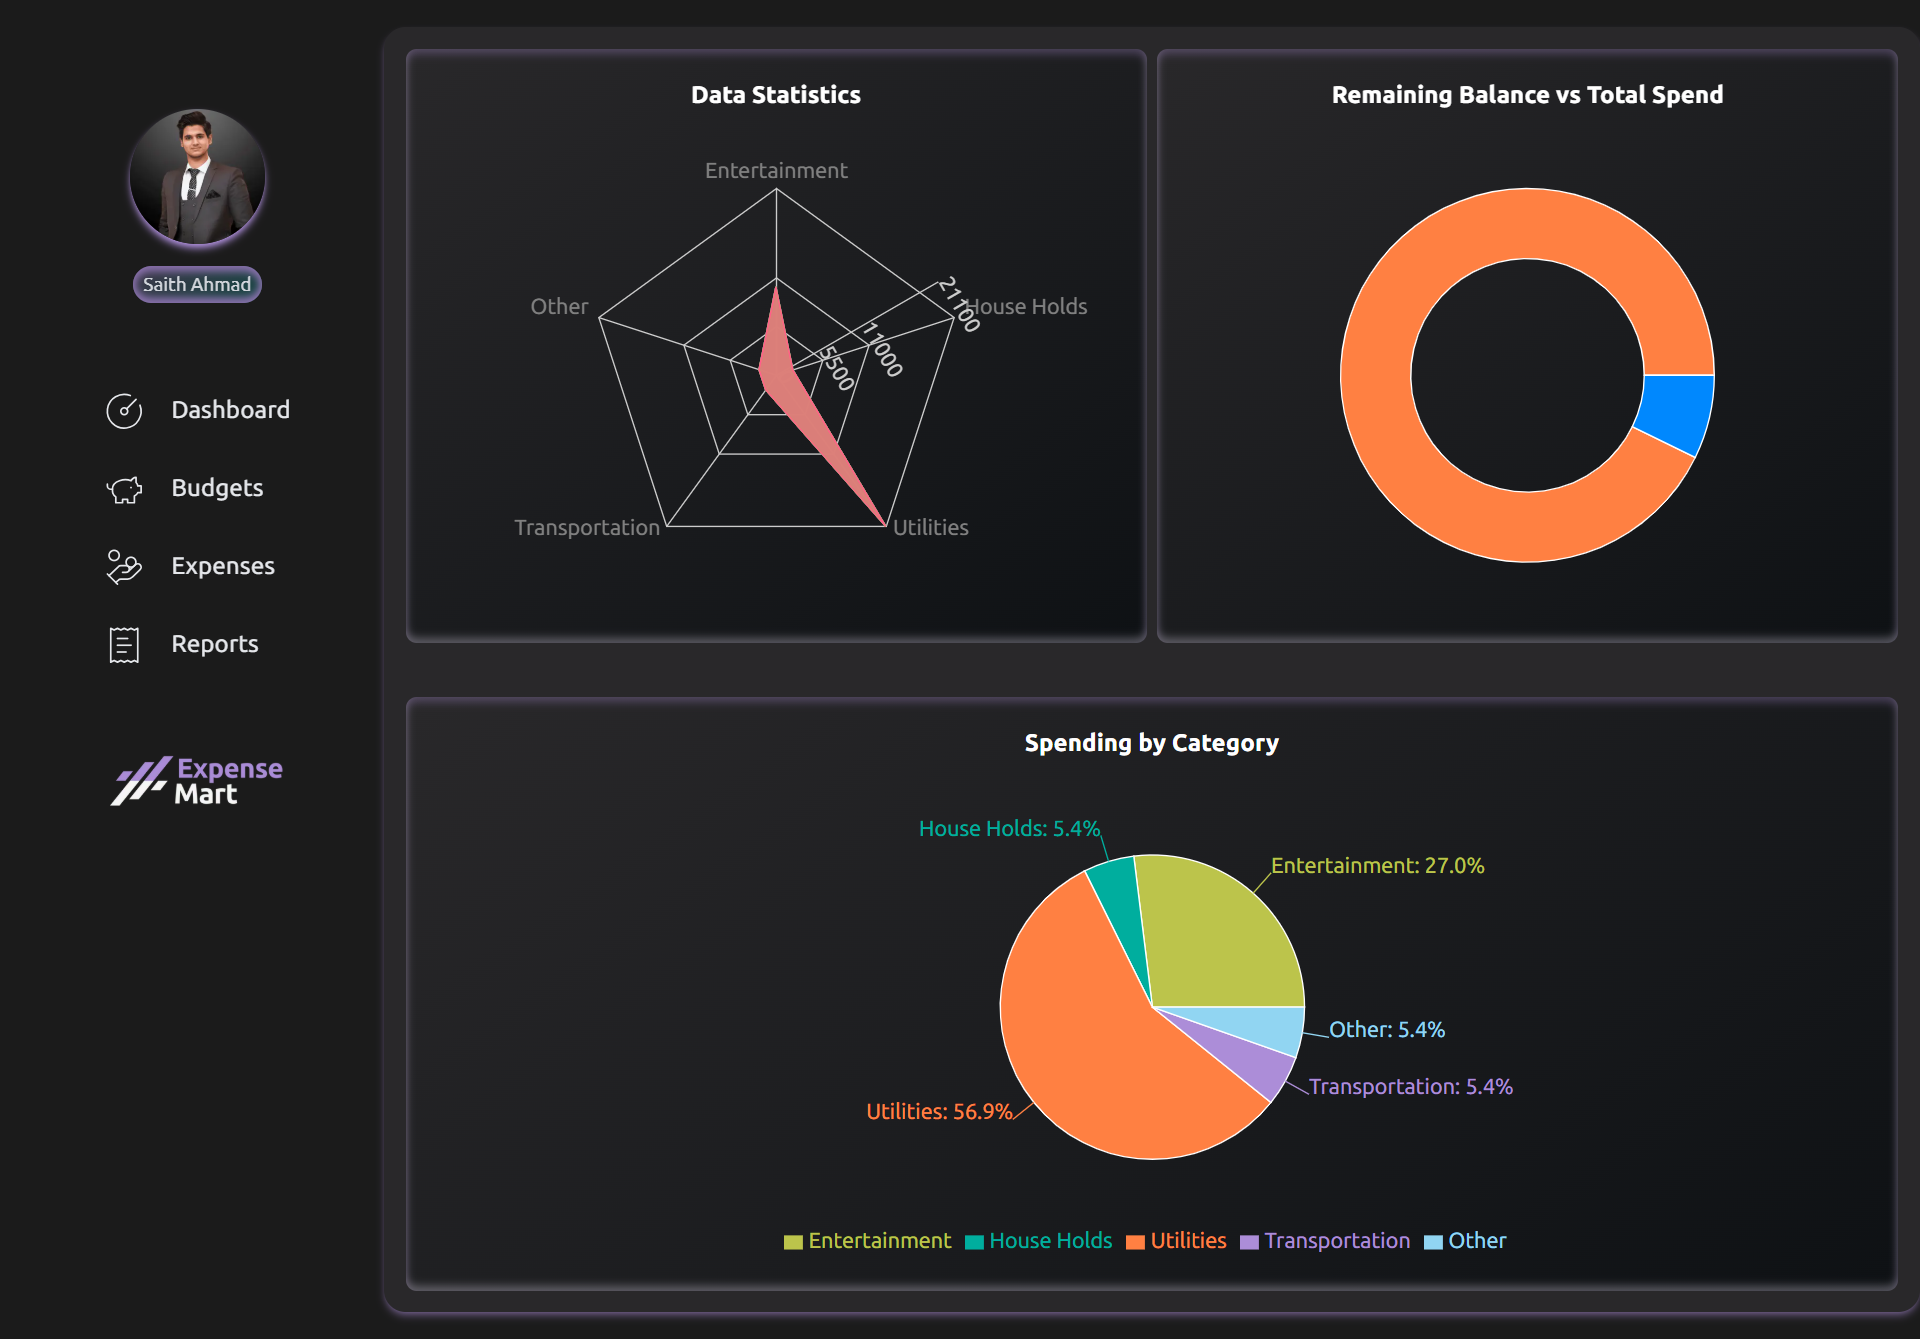 Saith Ahmad
Dashboard
Budgets
Expenses
Reports
Expense
Mart
Data Statistics
Entertainment
House Holds
Utilities
Transportation
Other
5500
11000
21100
Remaining Balance vs Total Spend
Spending by Category
House Holds: 5.4%
Entertainment: 27.0%
Other: 5.4%
Transportation: 5.4%
Utilities: 56.9%
Entertainment House Holds Utilities Transportation Other